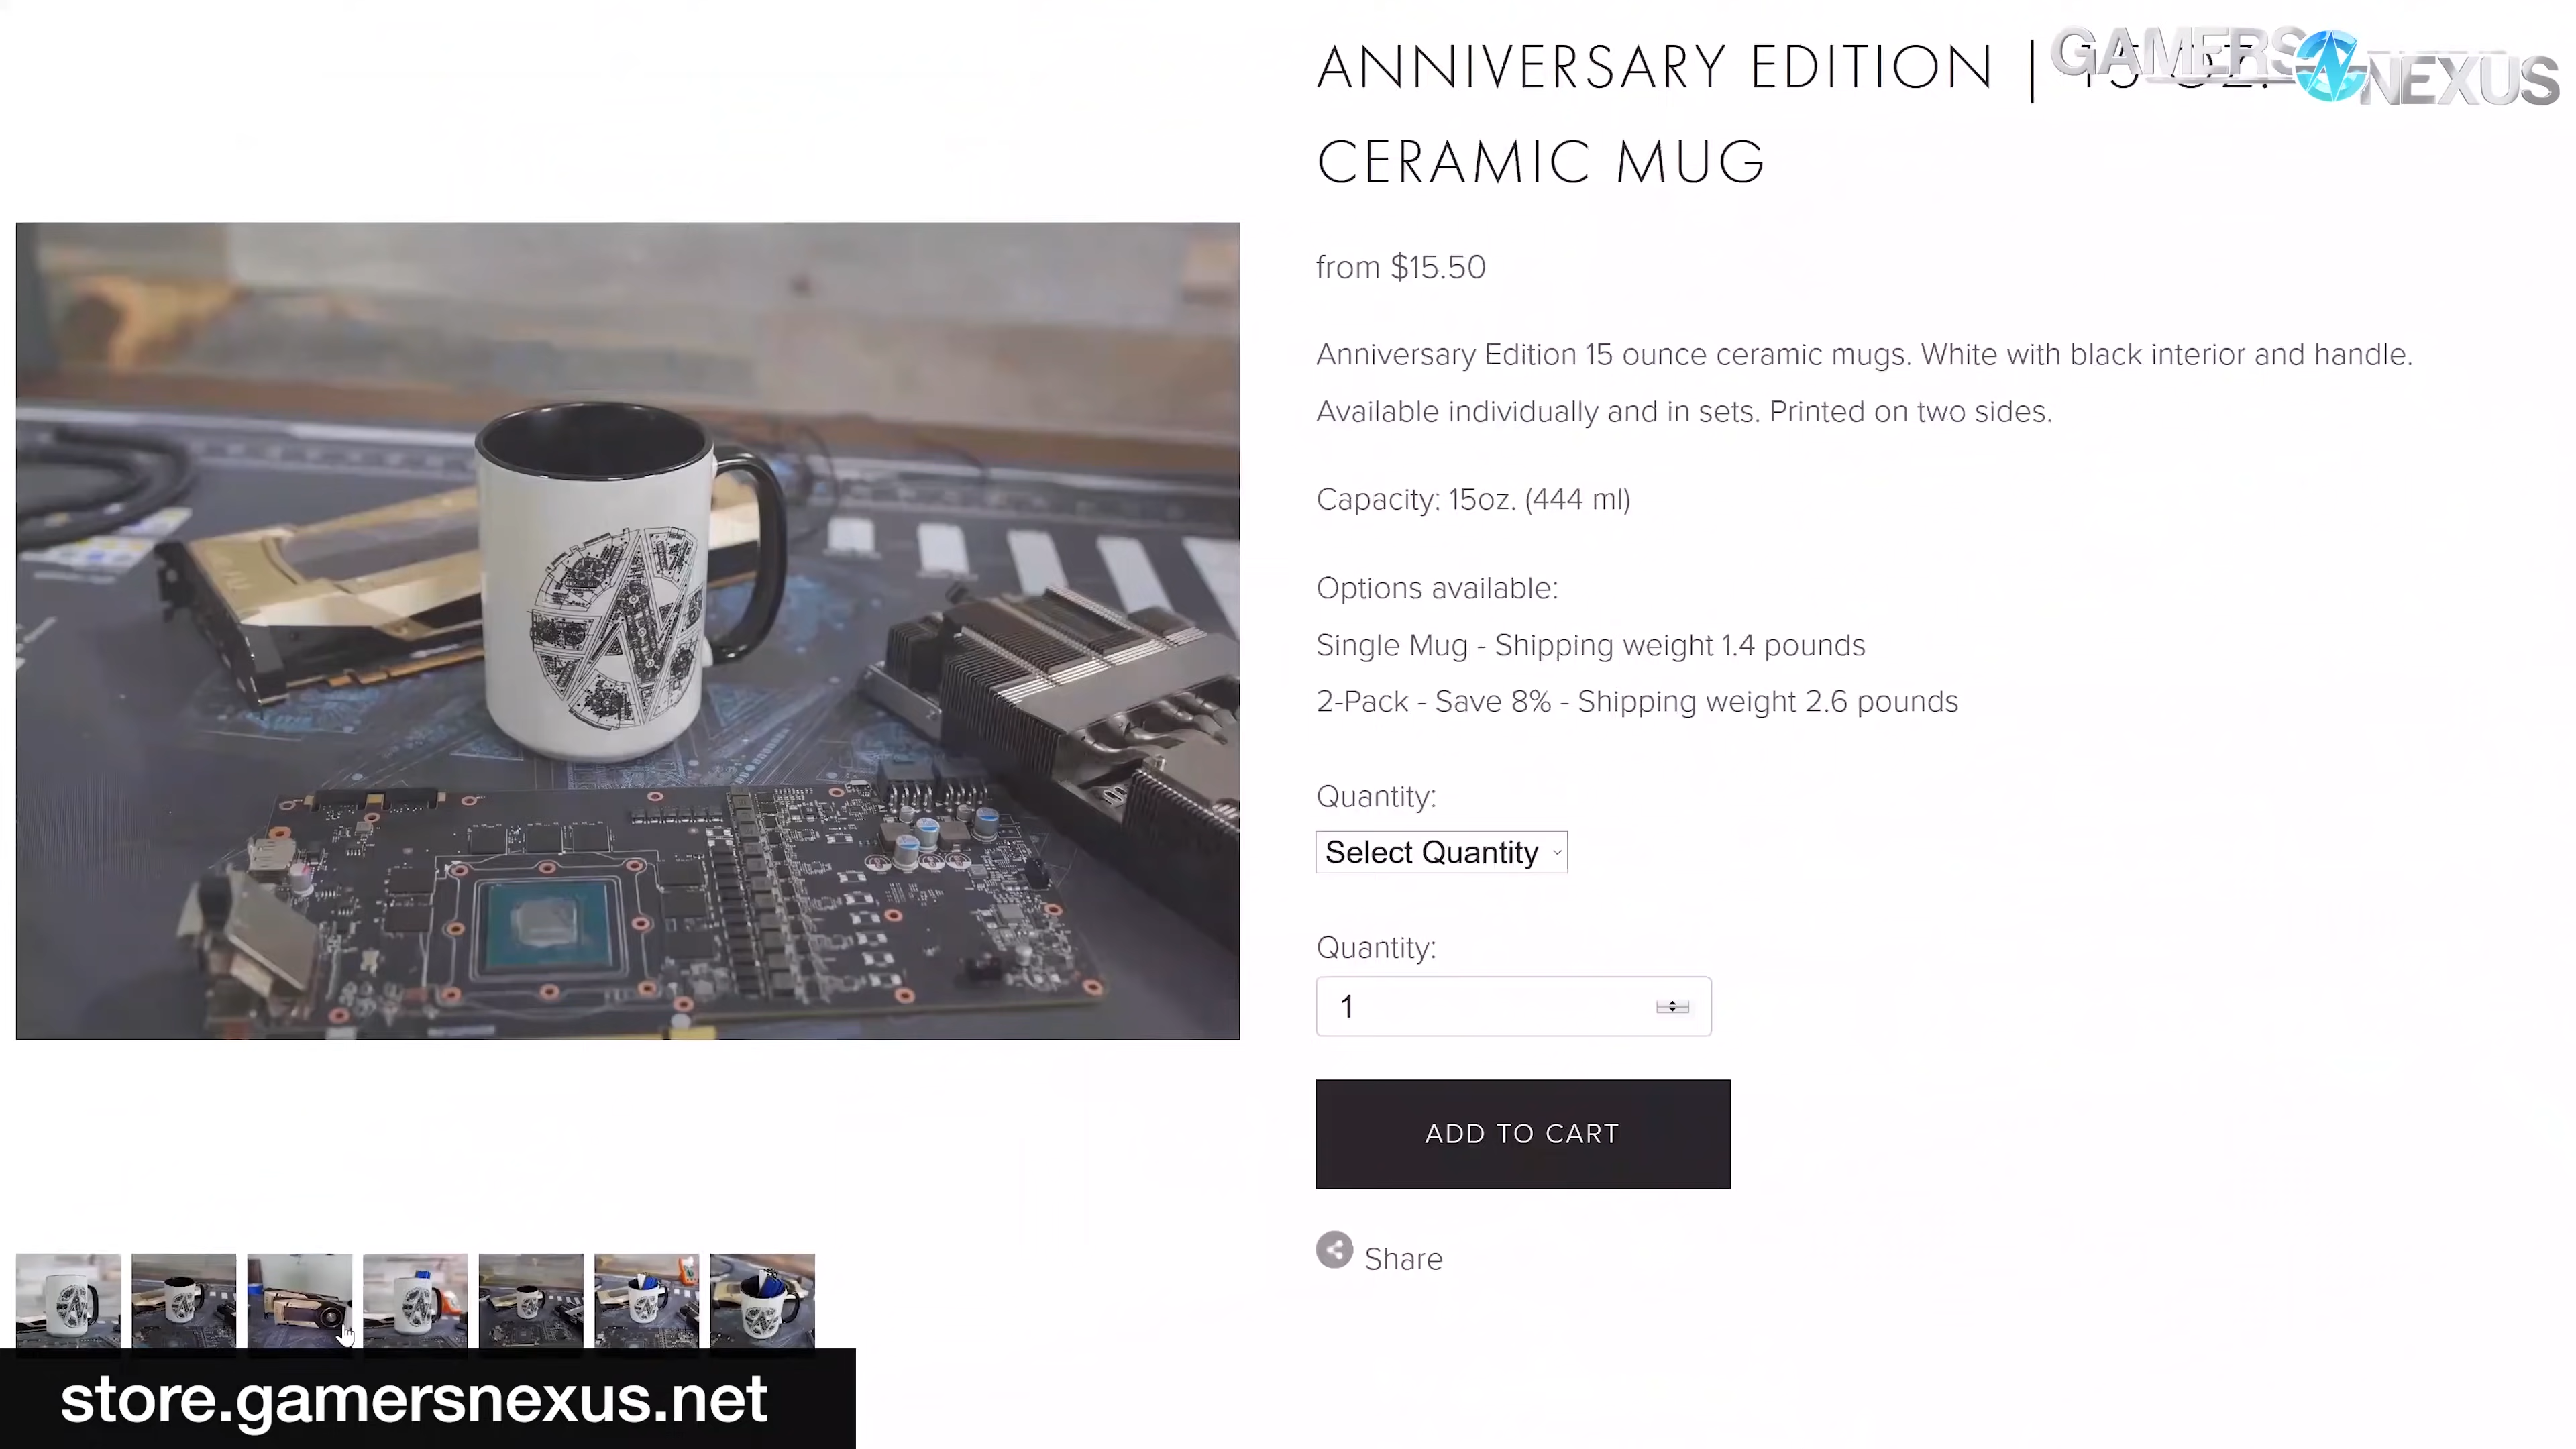 ANNIVERSARY EDITION | 15 OZ.
GAMERS NEXUS
CERAMIC MUG
from $15.50
Anniversary Edition 15 ounce ceramic mugs. White with black interior and handle.
Available individually and in sets. Printed on two sides.
Capacity: 15oz. (444 ml)
Options available:
Single Mug - Shipping weight 1.4 pounds
2-Pack - Save 8% - Shipping weight 2.6 pounds
Quantity:
Select Quantity
Quantity:
1
ADD TO CART
Share
store.gamersnexus.net